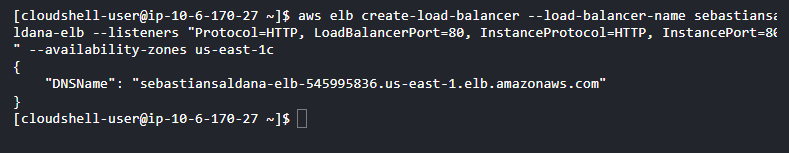 [cloudshell-user@ip-10-6-170-27 ~]$ aws elb create-load-balancer --load-balancer-name sebastiansa
ldana-elb --listeners "Protocol=HTTP, LoadBalancerPort=80, InstanceProtocol=HTTP, InstancePort=80
" --availability-zones us-east-1c
{
    "DNSName": "sebastiansaldana-elb-545995836.us-east-1.elb.amazonaws.com"
}
[cloudshell-user@ip-10-6-170-27 ~]$